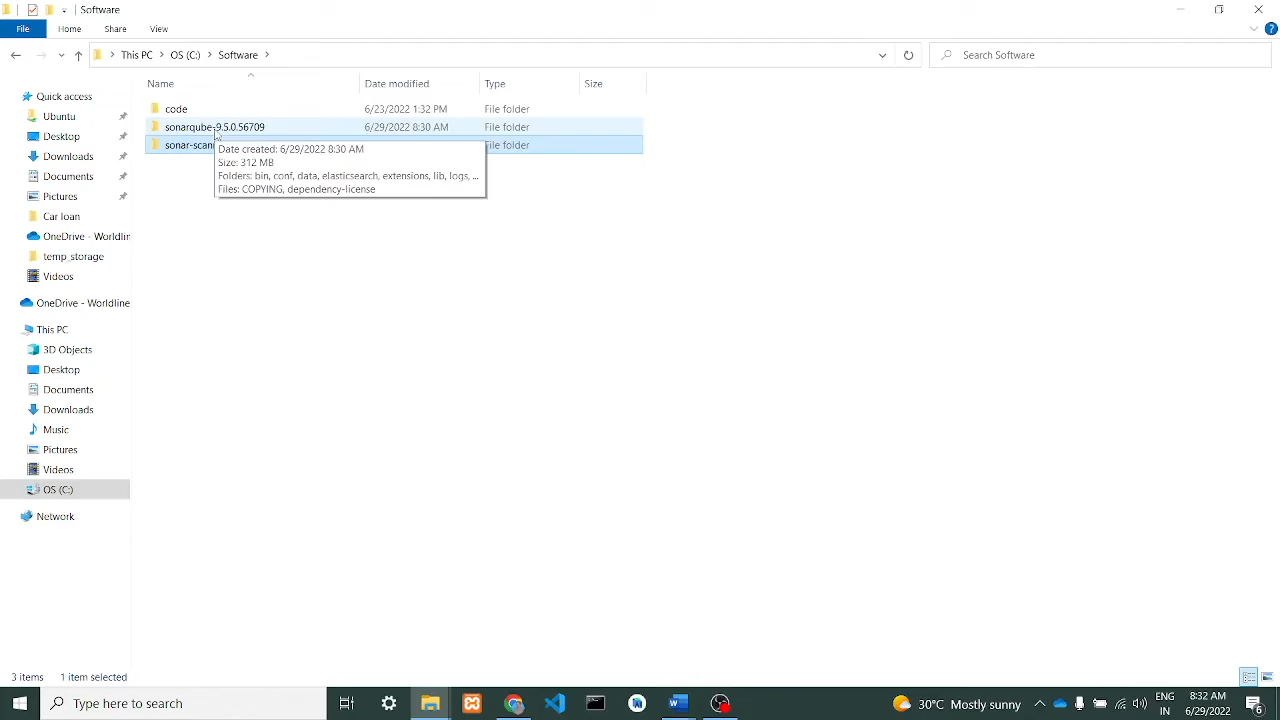 Software
File Home Share View
This PC OS (C:) Software
Search Software
Name Date modified Type Size
code 6/23/2022 1:32 PM File folder
sonarqube-9.5.0.56709 6/29/2022 8:30 AM File folder
File folder
Date created: 6/29/2022 8:30 AM
Size: 312 MB
Folders: bin, conf, data, elasticsearch, extensions, lib, logs, ...
Files: COPYING, dependency-license
Quick access
Ubuntu
Desktop
Downloads
Documents
Pictures
Car loan
OneDrive - Worldlin
temp_storage
Videos
OneDrive - Worldline
This PC
3D Objects
Desktop
Documents
Downloads
Music
Pictures
Videos
OS (C:)
Network
3 items 1 item selected
Type here to search
30°C Mostly sunny
ENG
IN
8:32 AM
6/29/2022
6